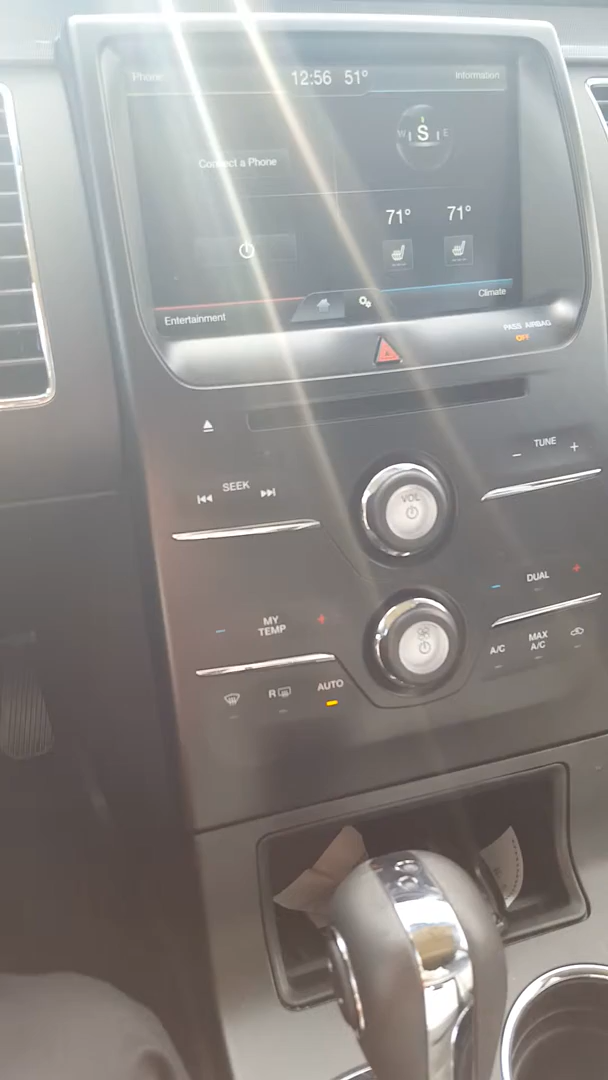 Phone 12:56 51° Information
W S E
Connect a Phone
71° 71°
Climate
Entertainment
PASS AIRBAG
OFF
TUNE
− +
SEEK
VOL
DUAL
− +
MY
TEMP
− +
A/C MAX
A/C
R AUTO